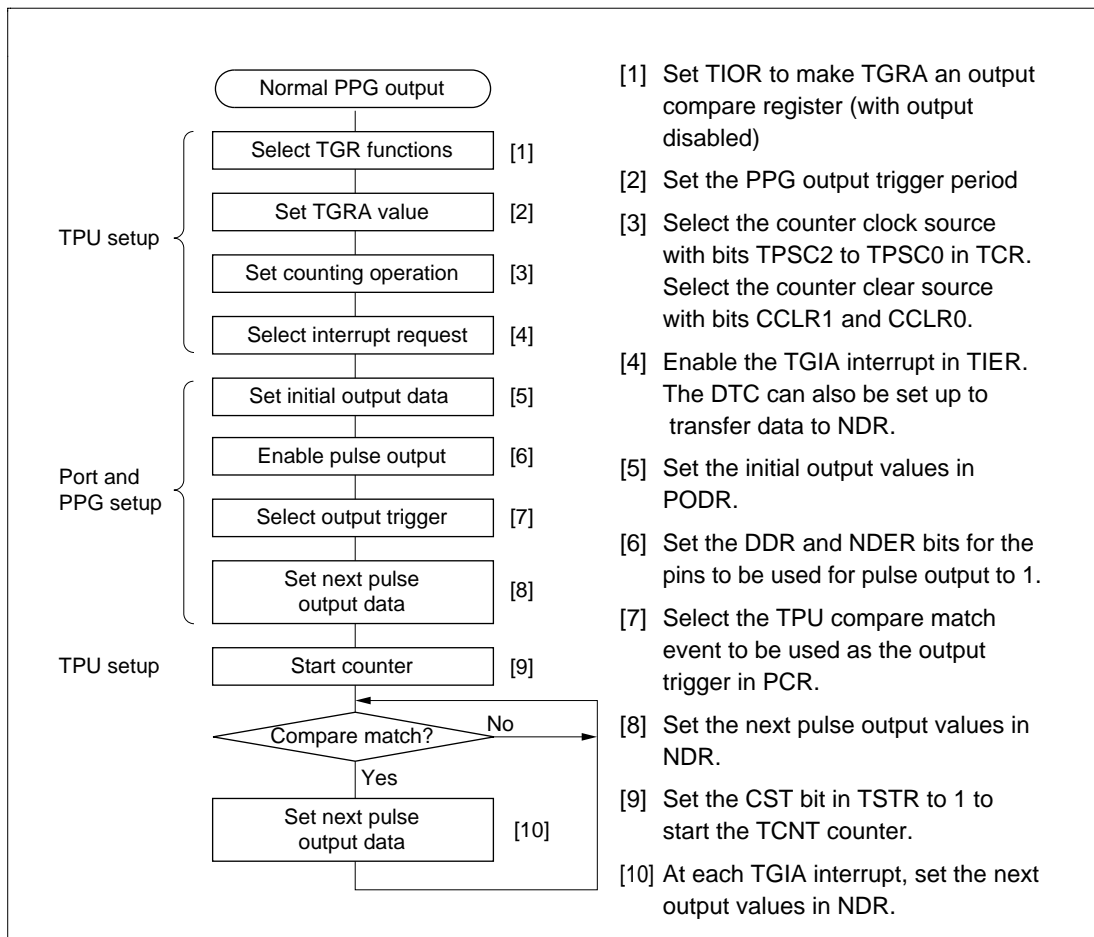 Normal PPG output
Select TGR functions [1]
Set TGRA value [2]
TPU setup
Set counting operation [3]
Select interrupt request [4]
Set initial output data [5]
Enable pulse output [6]
Port and
PPG setup
Select output trigger [7]
Set next pulse
output data
[8]
TPU setup
Start counter [9]
Compare match?
No
Yes
Set next pulse
output data
[10]
[1] Set TIOR to make TGRA an output
compare register (with output
disabled)
[2] Set the PPG output trigger period
[3] Select the counter clock source
with bits TPSC2 to TPSC0 in TCR.
Select the counter clear source
with bits CCLR1 and CCLR0.
[4] Enable the TGIA interrupt in TIER.
The DTC can also be set up to
transfer data to NDR.
[5] Set the initial output values in
PODR.
[6] Set the DDR and NDER bits for the
pins to be used for pulse output to 1.
[7] Select the TPU compare match
event to be used as the output
trigger in PCR.
[8] Set the next pulse output values in
NDR.
[9] Set the CST bit in TSTR to 1 to
start the TCNT counter.
[10] At each TGIA interrupt, set the next
output values in NDR.